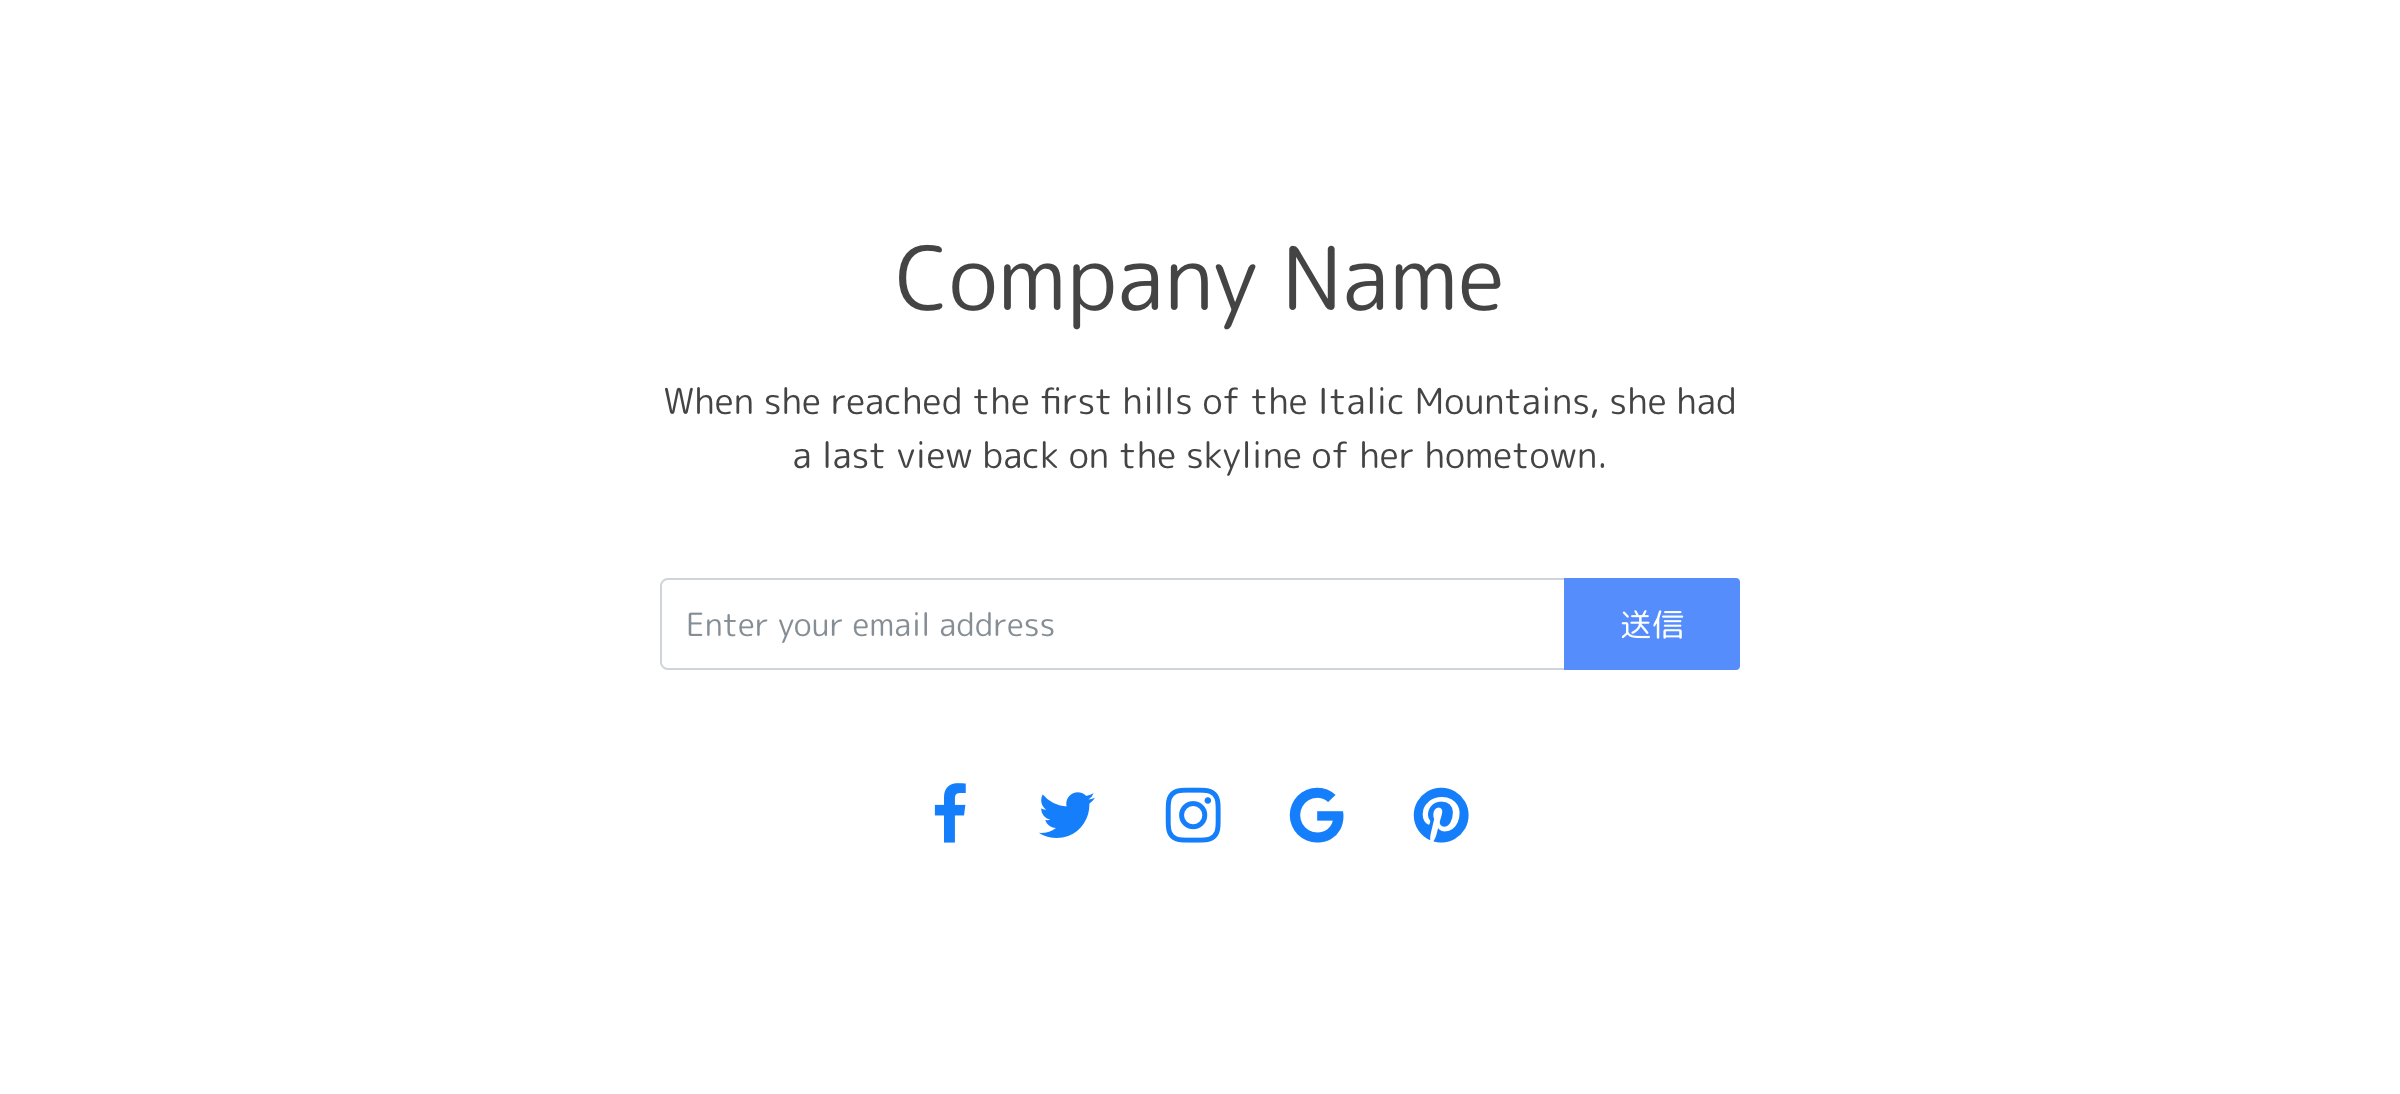 Company Name
When she reached the first hills of the Italic Mountains, she had
a last view back on the skyline of her hometown.
Enter your email address
送信